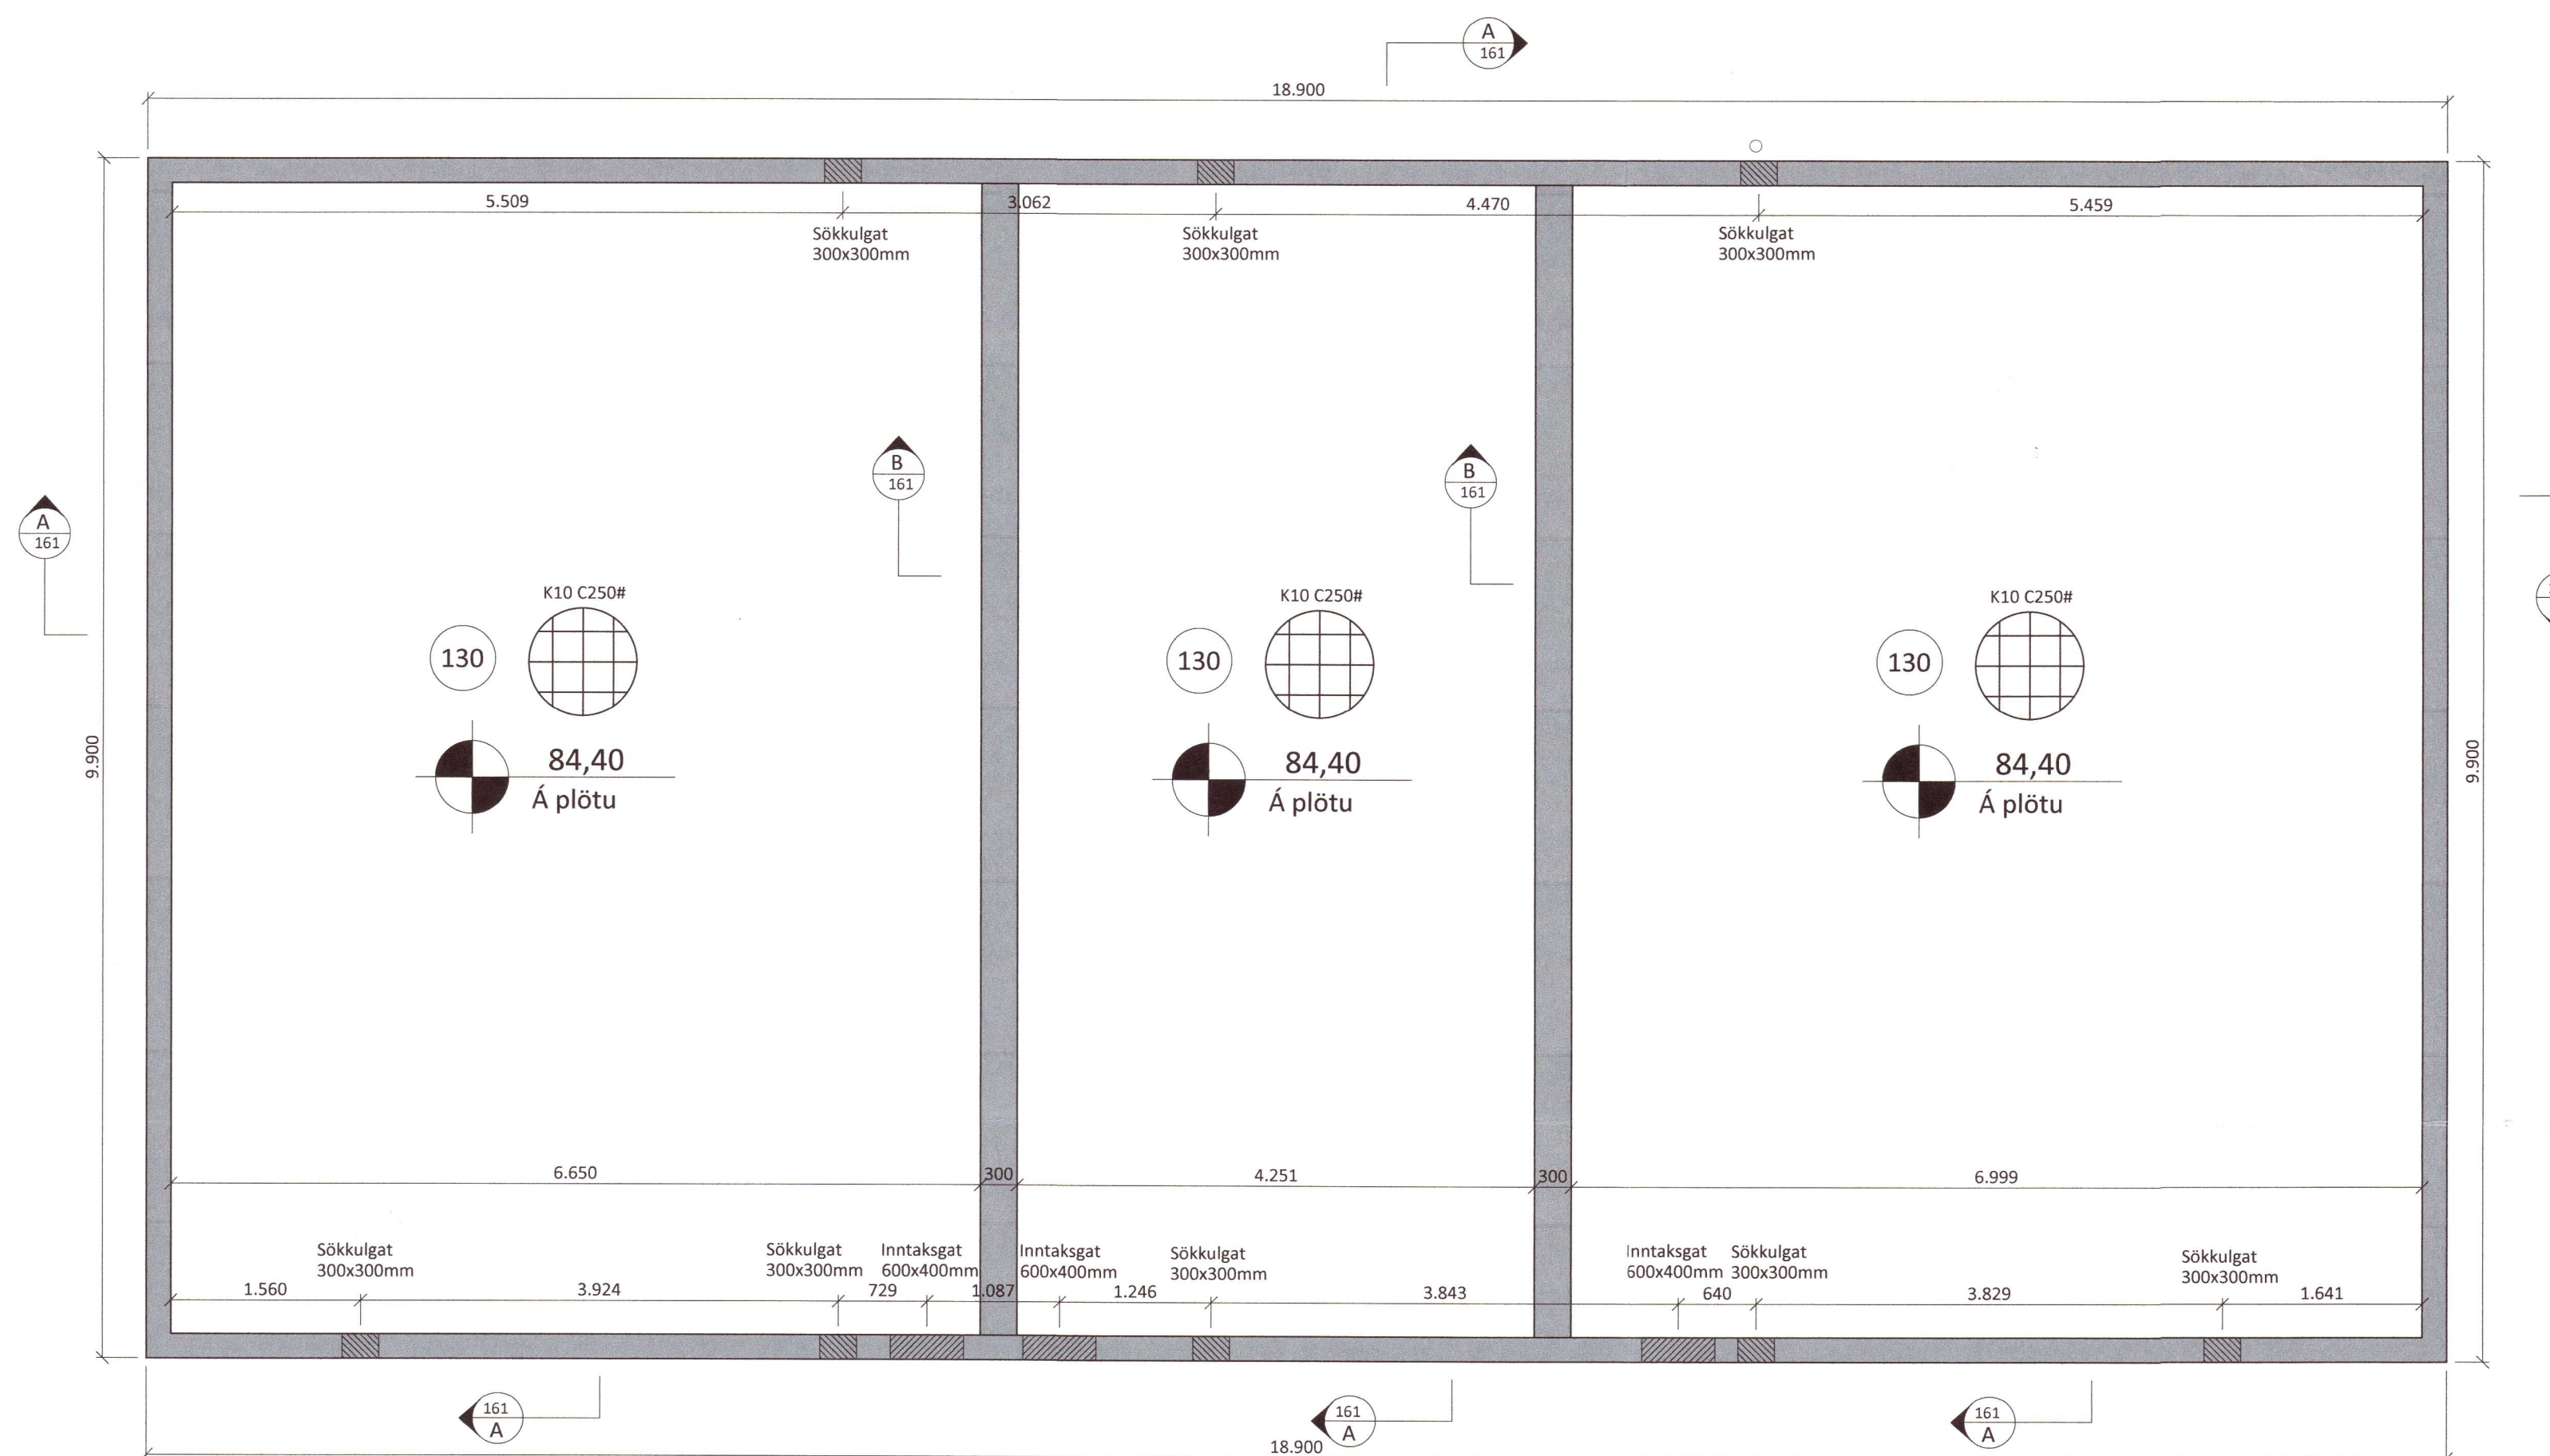 A
161
18.900
5.509
3.062
4.470
5.459
Sökkulgat
300x300mm
Sökkulgat
300x300mm
Sökkulgat
300x300mm
B
161
B
161
A
161
K10 C250#
K10 C250#
K10 C250#
130
130
130
84,40
Á plötu
84,40
Á plötu
84,40
Á plötu
9.900
9.900
6.650
300
4.251
300
6.999
Sökkulgat
300x300mm
Sökkulgat
300x300mm
Inntaksgat
600x400mm
Inntaksgat
600x400mm
Sökkulgat
300x300mm
Inntaksgat
600x400mm
Sökkulgat
300x300mm
Sökkulgat
300x300mm
1.560
3.924
729
1.087
1.246
3.843
640
3.829
1.641
161
A
161
A
161
A
18.900